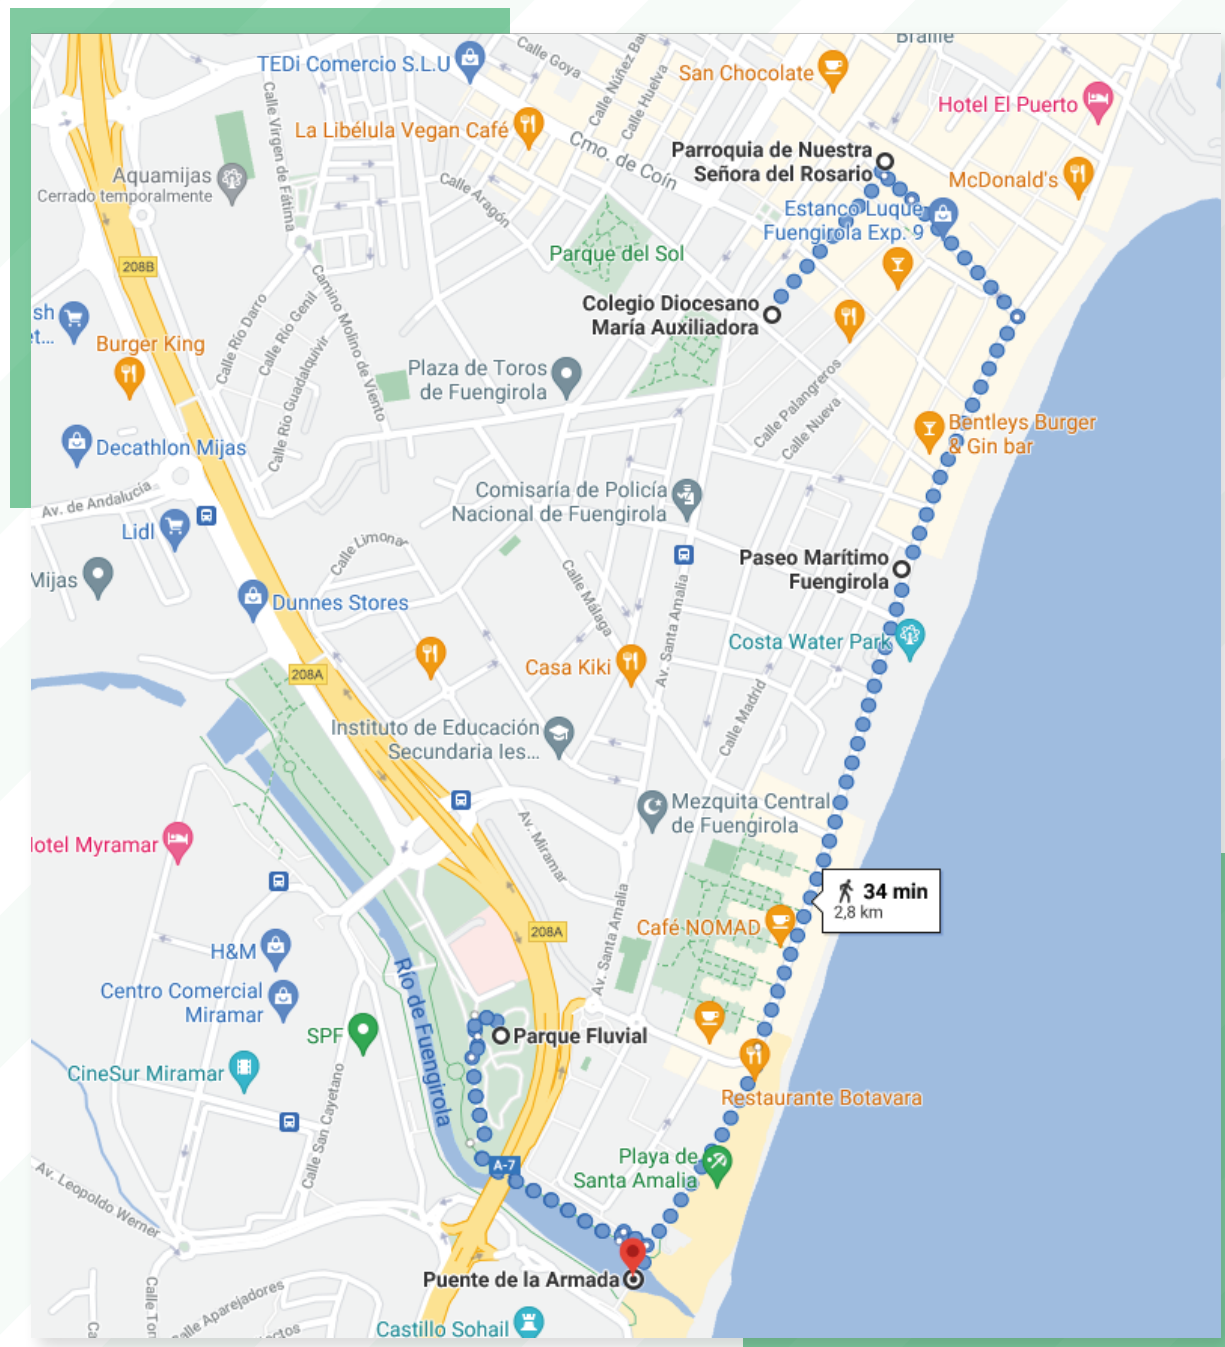 Braille
Calle Goya
Calle Núñez
TEDi Comercio S.L.U
San Chocolate
Calle Huelva
Hotel El Puerto
Calle Virgen de Fátima
La Libélula Vegan Café
Cmo. de Coín
Parroquia de Nuestra
Señora del Rosario
Aquamijas
Cerrado temporalmente
McDonald's
Calle Aragón
Estanco Luque
Fuengirola Exp. 9
Parque del Sol
208B
Camino Molino de Viento
Colegio Diocesano
María Auxiliadora
sh
et...
Calle Río Darro
Calle Río Genil
Burger King
Calle Río Guadalquivir
Plaza de Toros
de Fuengirola
Calle Palangreros
Calle Nueva
Bentleys Burger
& Gin bar
Decathlon Mijas
Av. de Andalucía
Comisaría de Policía
Nacional de Fuengirola
Lidl
Calle Limonar
Paseo Marítimo
Fuengirola
Mijas
Calle Málaga
Av. Santa Amalia
Dunnes Stores
Costa Water Park
Casa Kiki
208A
Calle Madrid
Instituto de Educación
Secundaria Ies...
Mezquita Central
de Fuengirola
Av. Miramar
Hotel Myramar
34 min
2,8 km
Av. Santa Amalia
Café NOMAD
208A
H&M
Río de Fuengirola
Centro Comercial
Miramar
SPF
Parque Fluvial
CineSur Miramar
Restaurante Botavara
Calle San Cayetano
A-7
Playa de
Santa Amalia
Av. Leopoldo Werner
Puente de la Armada
Calle Aparejadores
Castillo Sohail